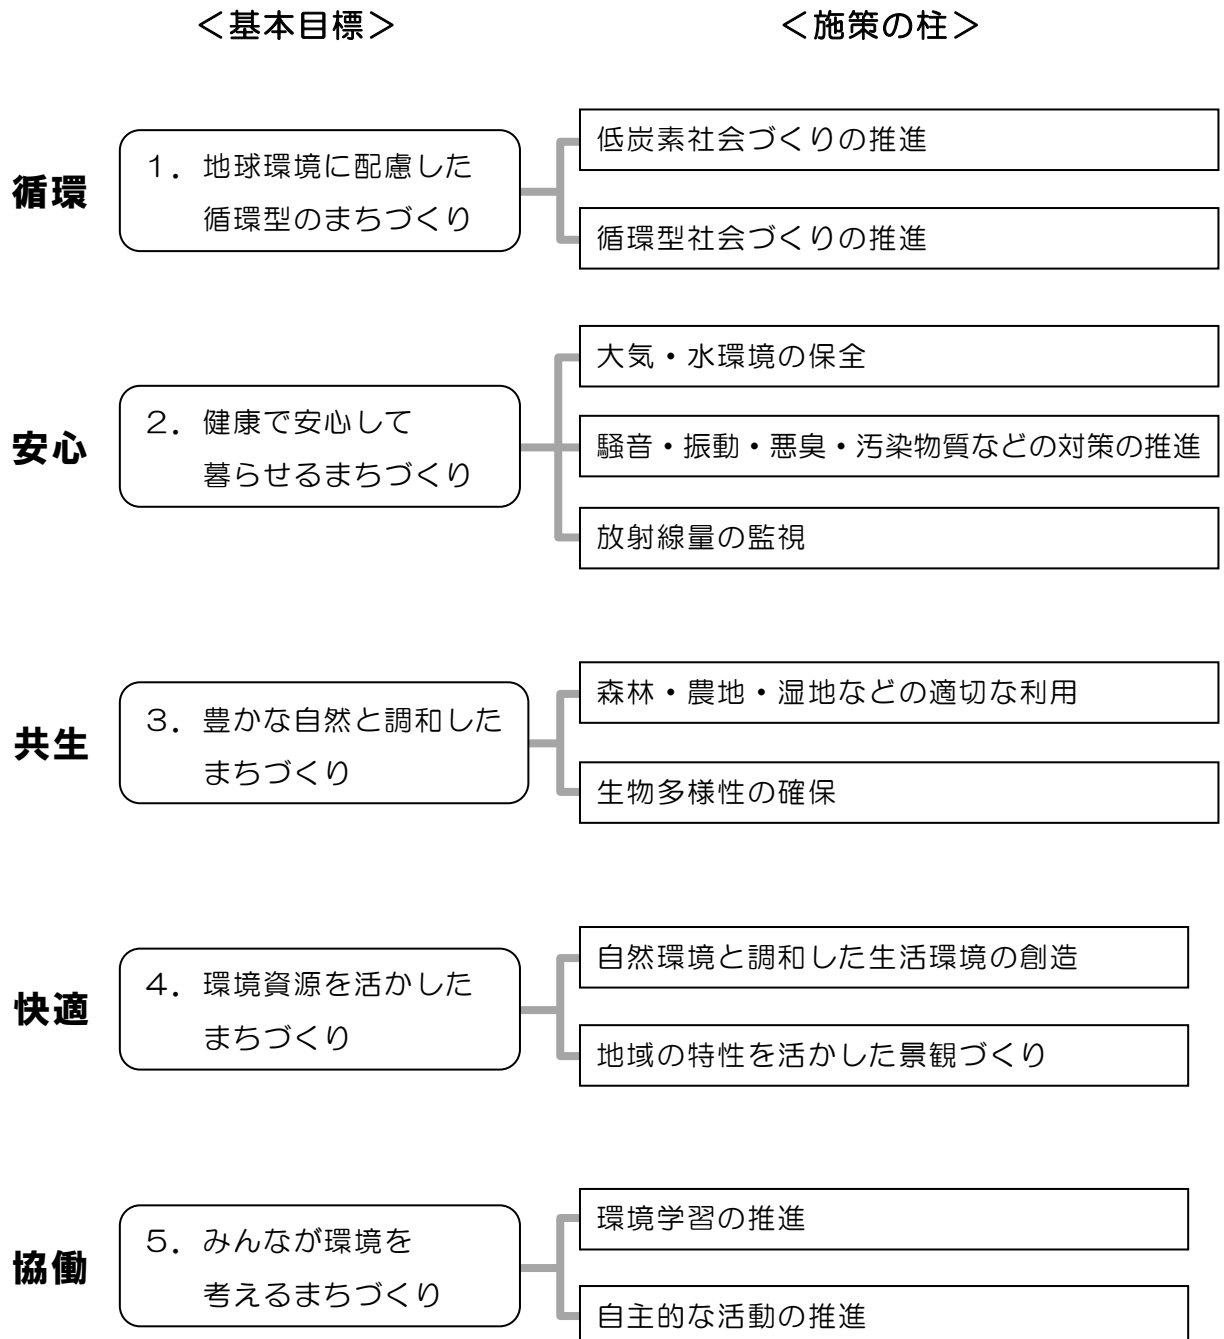 ＜基本目標＞
＜施策の柱＞
循環
１．地球環境に配慮した
循環型のまちづくり
低炭素社会づくりの推進
循環型社会づくりの推進
安心
２．健康で安心して
暮らせるまちづくり
大気・水環境の保全
騒音・振動・悪臭・汚染物質などの対策の推進
放射線量の監視
共生
３．豊かな自然と調和した
まちづくり
森林・農地・湿地などの適切な利用
生物多様性の確保
快適
４．環境資源を活かした
まちづくり
自然環境と調和した生活環境の創造
地域の特性を活かした景観づくり
協働
５．みんなが環境を
考えるまちづくり
環境学習の推進
自主的な活動の推進